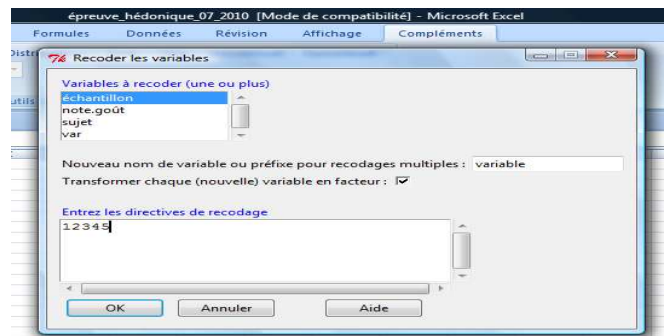 épreuve_hédonique_07_2010 [Mode de compatibilité] - Microsoft Excel
Formules Données Révision Affichage Compléments
Distri
Recoder les variables
utils
Variables à recoder (une ou plus)
échantillon
note.goût
sujet
var
Nouveau nom de variable ou préfixe pour recodages multiples : variable
Transformer chaque (nouvelle) variable en facteur :
Entrez les directives de recodage
12345
OK Annuler Aide